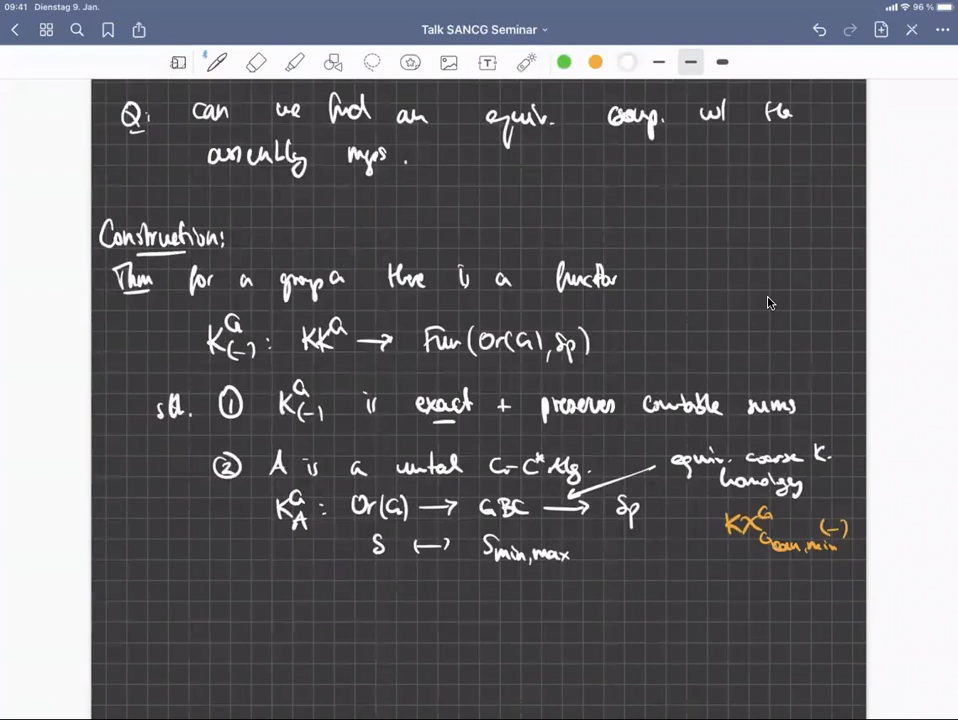 09:41 Dienstag 9. Jan.
96 %
Talk SANCG Seminar
Q: can we find an equiv. comp. w/ the
assembly maps.
Construction:
Thm for a group G there is a functor
K^G_(-): KK^G → Fun(Or(G), Sp)
s.t. ① K^G_(-) is exact + preserves countable sums
② A is a unital G-C*Alg.
equiv. coarse K-homology
K^G_A: Or(G) → GBC → Sp
KX^G_{G_can,min}(-)
S ↦ S_min,max